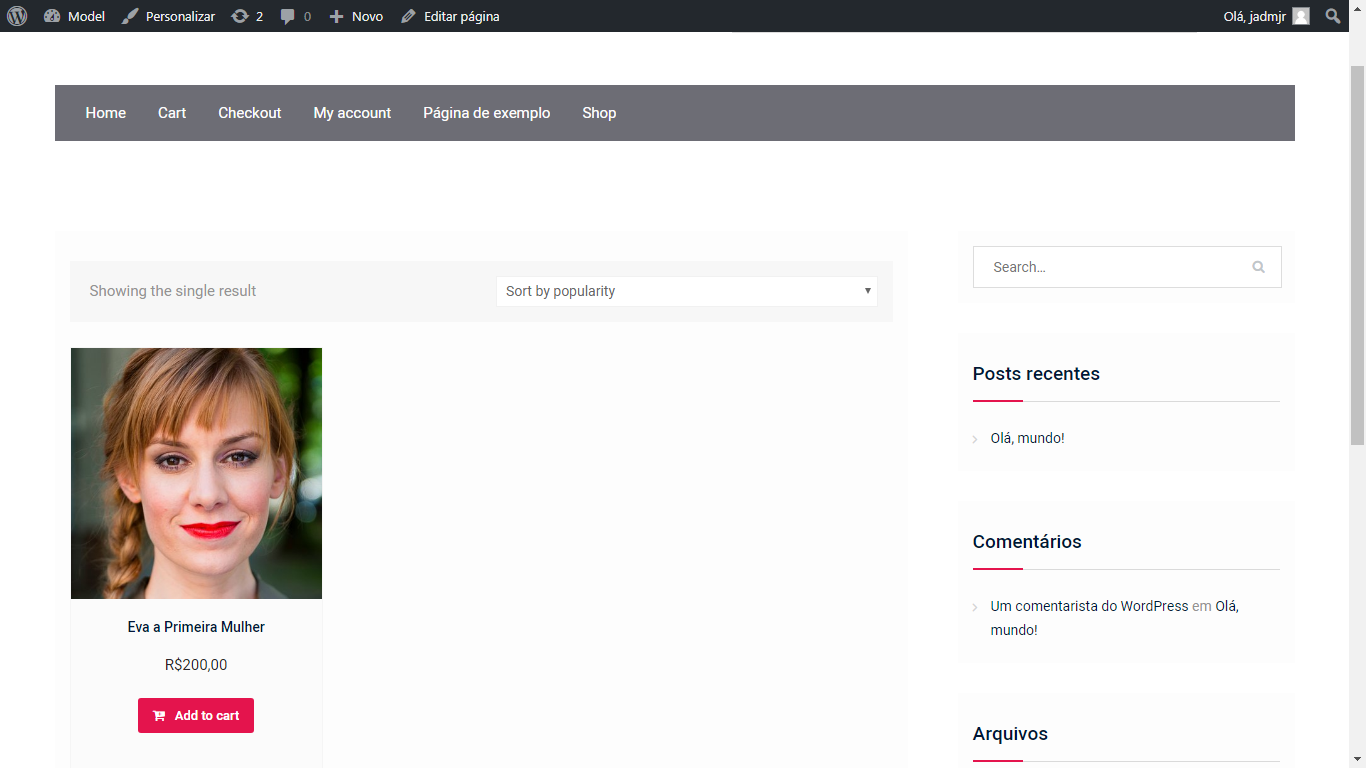 Model Personalizar 2 0 Novo Editar página Olá, jadmjr
Home Cart Checkout My account Página de exemplo Shop
Showing the single result
Sort by popularity
Eva a Primeira Mulher
R$200,00
Add to cart
Search...
Posts recentes
Olá, mundo!
Comentários
Um comentarista do WordPress em Olá,
mundo!
Arquivos